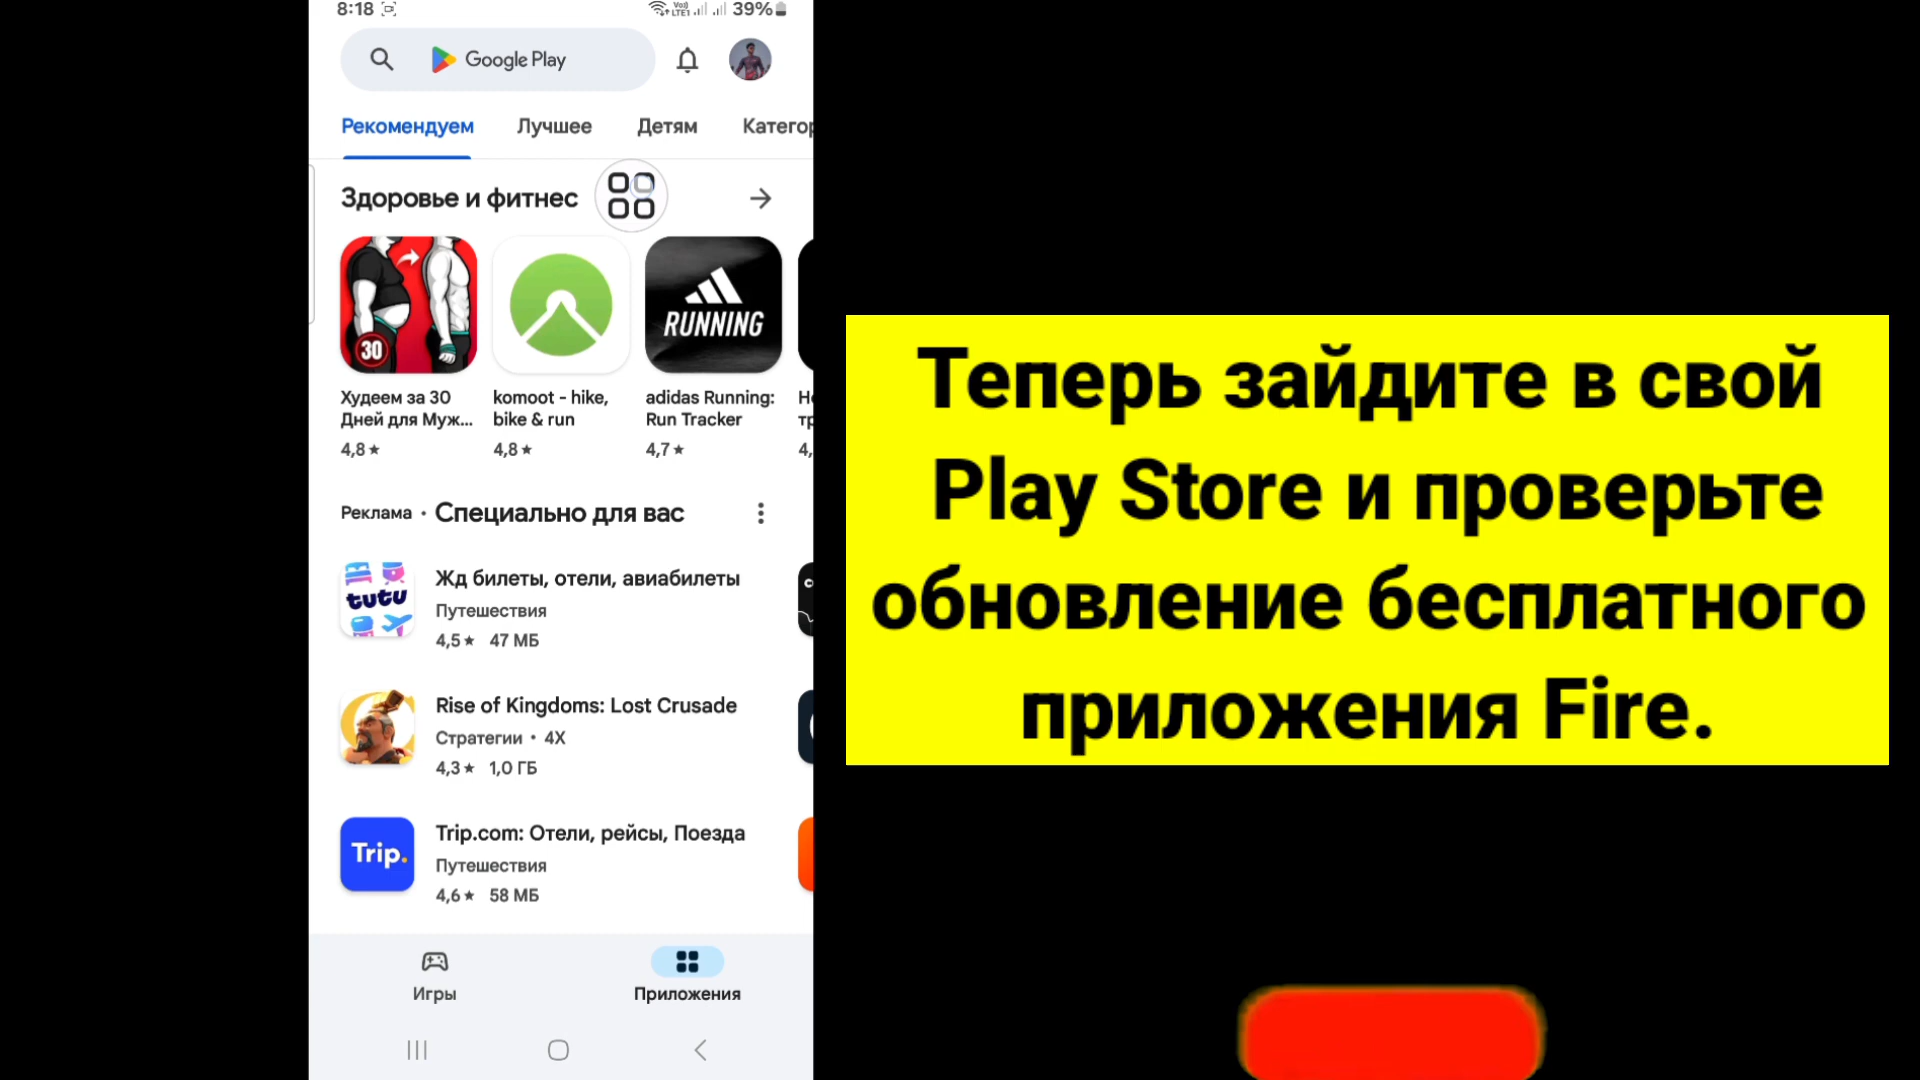 8:18
Vo)) LTE1
39%
Google Play
Рекомендуем
Лучшее
Детям
Категор
Здоровье и фитнес
RUNNING
30
Худеем за 30
Дней для Муж...
4,8★
komoot - hike,
bike & run
4,8★
adidas Running:
Run Tracker
4,7★
Реклама • Специально для вас
tutu
Жд билеты, отели, авиабилеты
Путешествия
4,5★ 47 МБ
Rise of Kingdoms: Lost Crusade
Стратегии • 4X
4,3★ 1,0 ГБ
Trip.
Trip.com: Отели, рейсы, Поезда
Путешествия
4,6★ 58 МБ
Игры
Приложения
Теперь зайдите в свой
Play Store и проверьте
обновление бесплатного
приложения Fire.